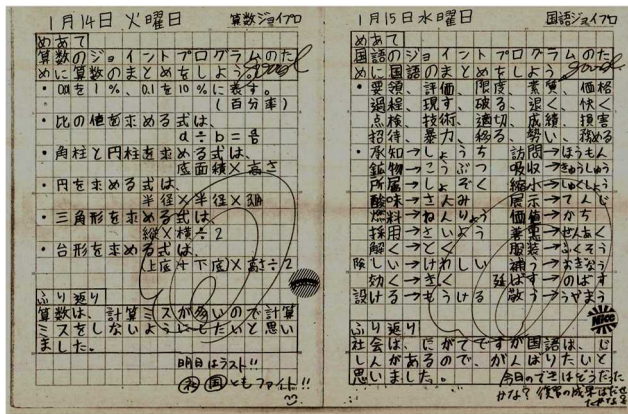 1月14日 火曜日 算数ジョイプロ
めあて
算数のジョイントプログラムのた
めに算数のまとめをしよう。good
・0.01を1%、0.1を10%に表す。
(百分率)
・比の値を求める式は、
a÷b=
・角柱と円柱を求める式は、
底面積×高さ
・円を求める式は、
半径×半径×3.14
・三角形を求める式は、
縦×横÷2
・台形を求める式は、
(上底+下底)×高さ÷2
ふり返り
算数は、計算ミスが多いので計算
ミスをしないようにしたいと思い
ました。
明日はラスト!!
国ともファイト!!
1月15日 水曜日 国語ジョイプロ
めあて
国語のジョイントプログラムのた
めに国語のまとめをしよう good
・要領、評価、限度、素質、価格
過程、現す、破る、退く、快く
点検、技術、適切、成績、損害
招待、暴力、移る、勢い、務める
・承知→しょうち 訪問→ほうもん
鉱物→こうぶつ 吸収→きゅうしゅう
所属→しょぞく 縮小→しゅくしょう
酸味→さんみ 展示→てんじ
燃料→ねんりょう 価値→かち
採用→さいよう 善悪→ぜんあく
解く→とく 服装→ふくそう
険しい→けわしい 補う→おぎなう
効く→きく 延ばす→のばす
設ける→もうける 敬う→うやまう
Nice
ふり返り
社会は、にがてですが国語は、じ
しんがあるので、がんばりたいと
思いました。今日のできはどうだった
かな?復習の成果は